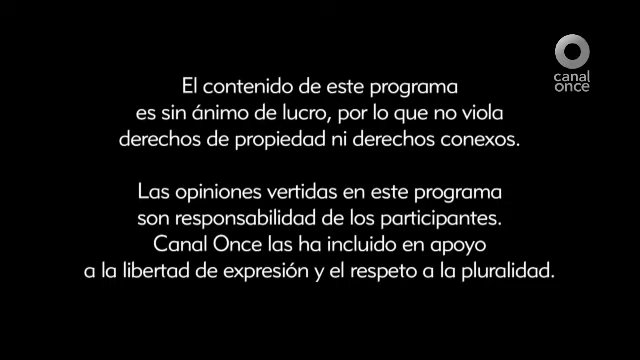 canal
once
El contenido de este programa
es sin ánimo de lucro, por lo que no viola
derechos de propiedad ni derechos conexos.
Las opiniones vertidas en este programa
son responsabilidad de los participantes.
Canal Once las ha incluido en apoyo
a la libertad de expresión y el respeto a la pluralidad.